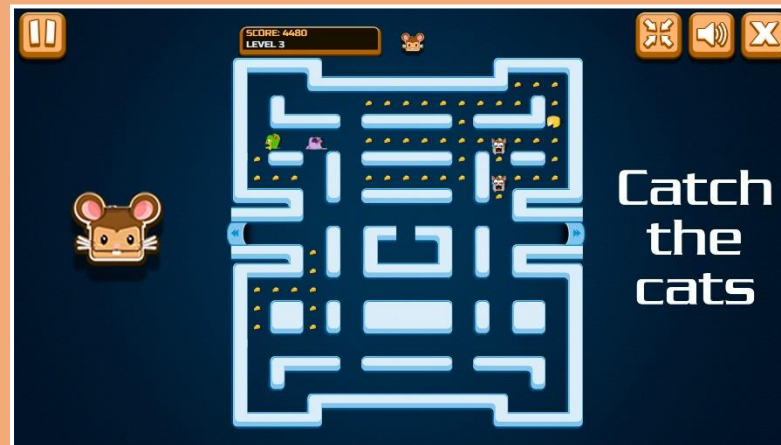 SCORE: 4480
LEVEL 3
X
Catch
the
cats